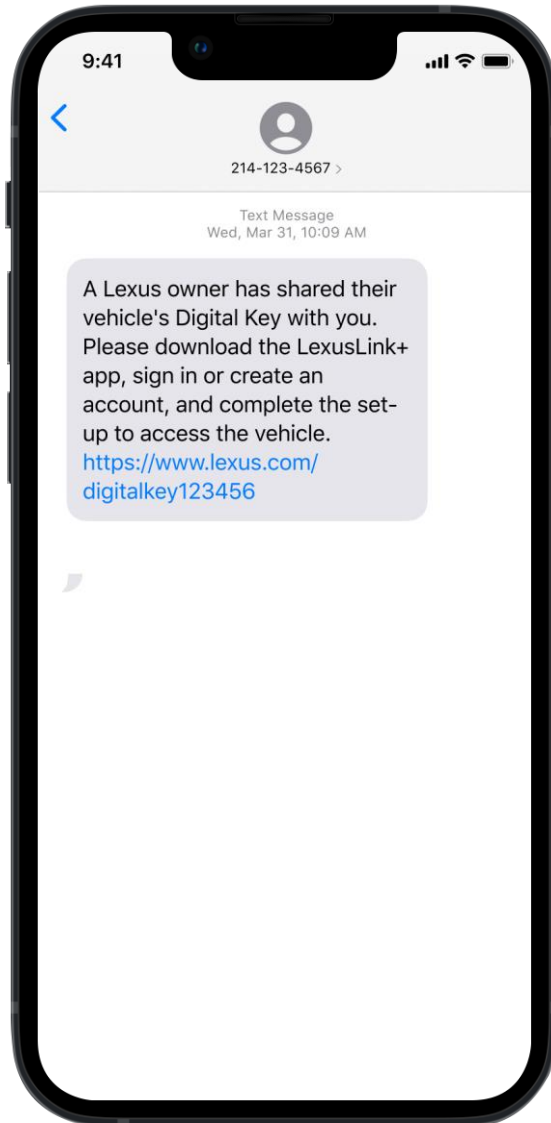 9:41
214-123-4567 >
Text Message
Wed, Mar 31, 10:09 AM
A Lexus owner has shared their
vehicle's Digital Key with you.
Please download the LexusLink+
app, sign in or create an
account, and complete the set-
up to access the vehicle.
https://www.lexus.com/
digitalkey123456